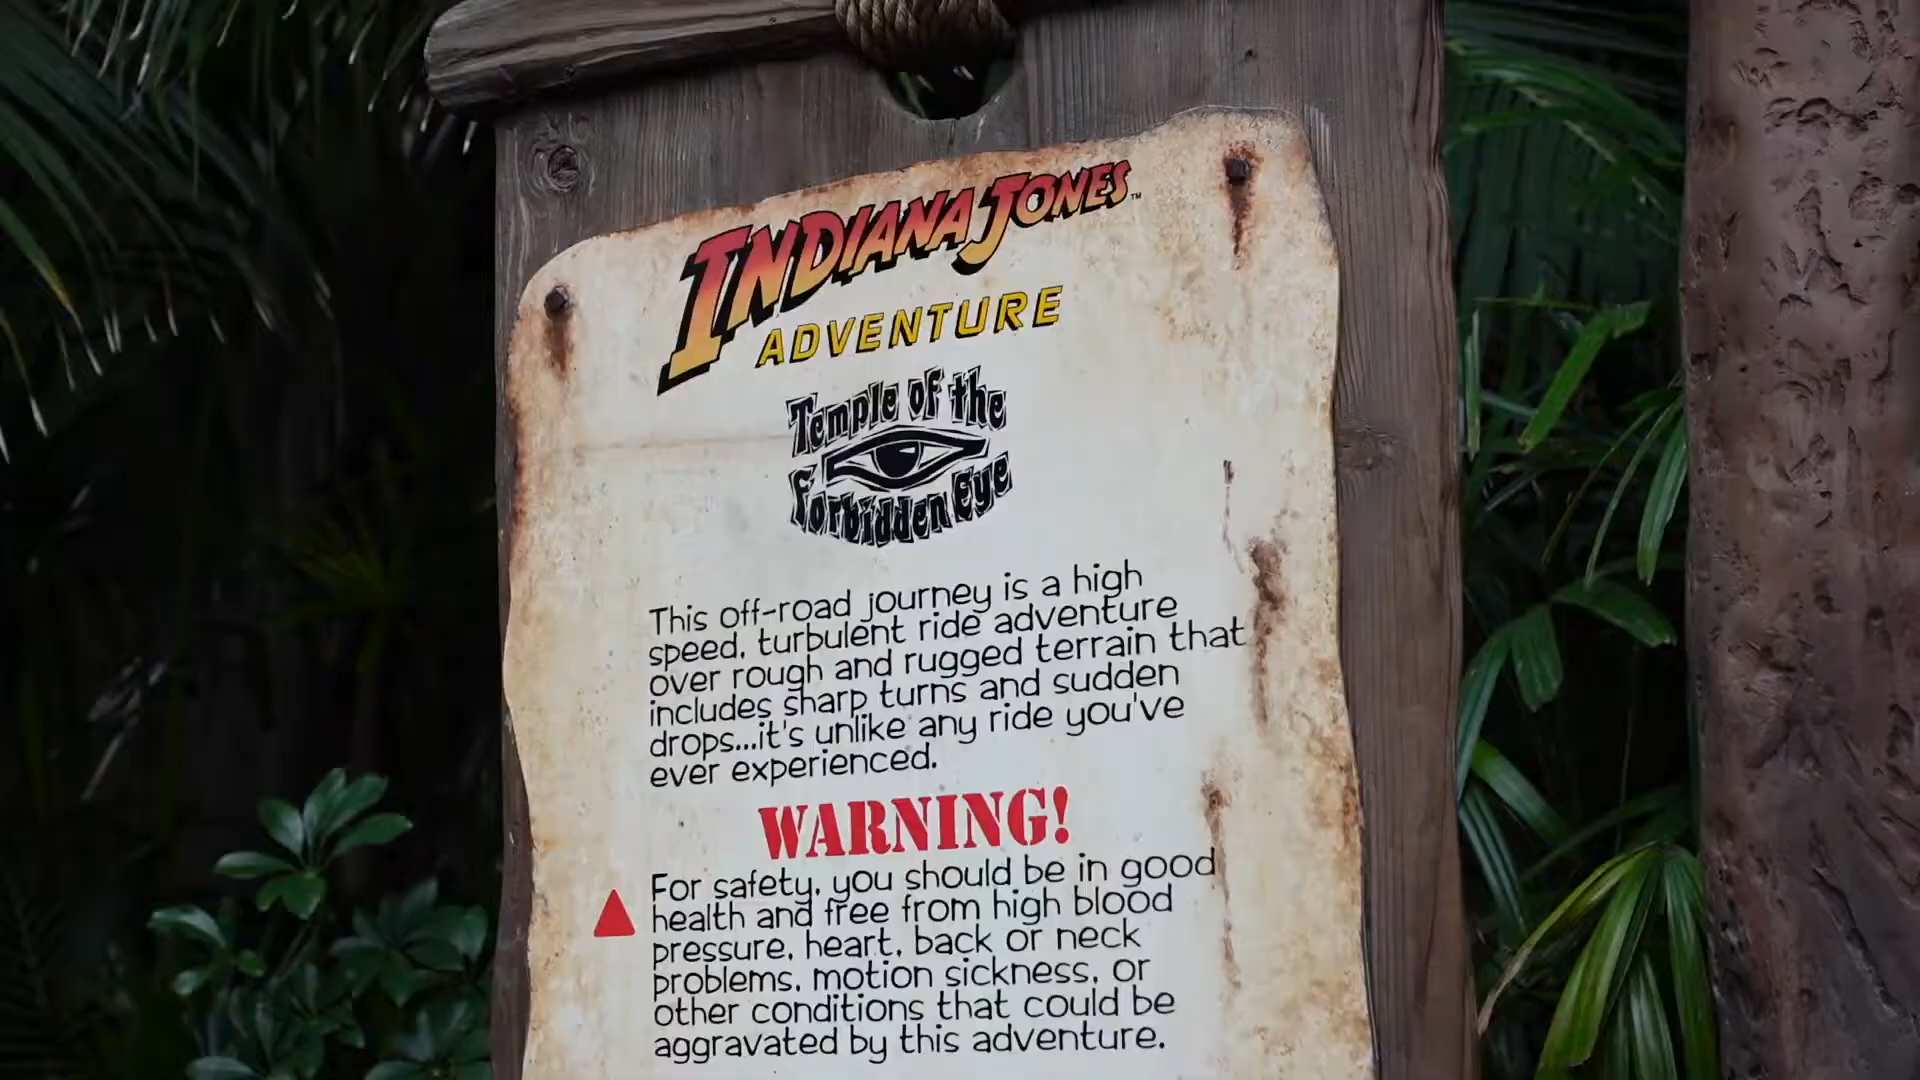 INDIANA JONES™
ADVENTURE
Temple of the
Forbidden Eye
This off-road journey is a high
speed, turbulent ride adventure
over rough and rugged terrain that
includes sharp turns and sudden
drops...it's unlike any ride you've
ever experienced.
WARNING!
For safety, you should be in good
health and free from high blood
pressure, heart, back or neck
problems, motion sickness, or
other conditions that could be
aggravated by this adventure.